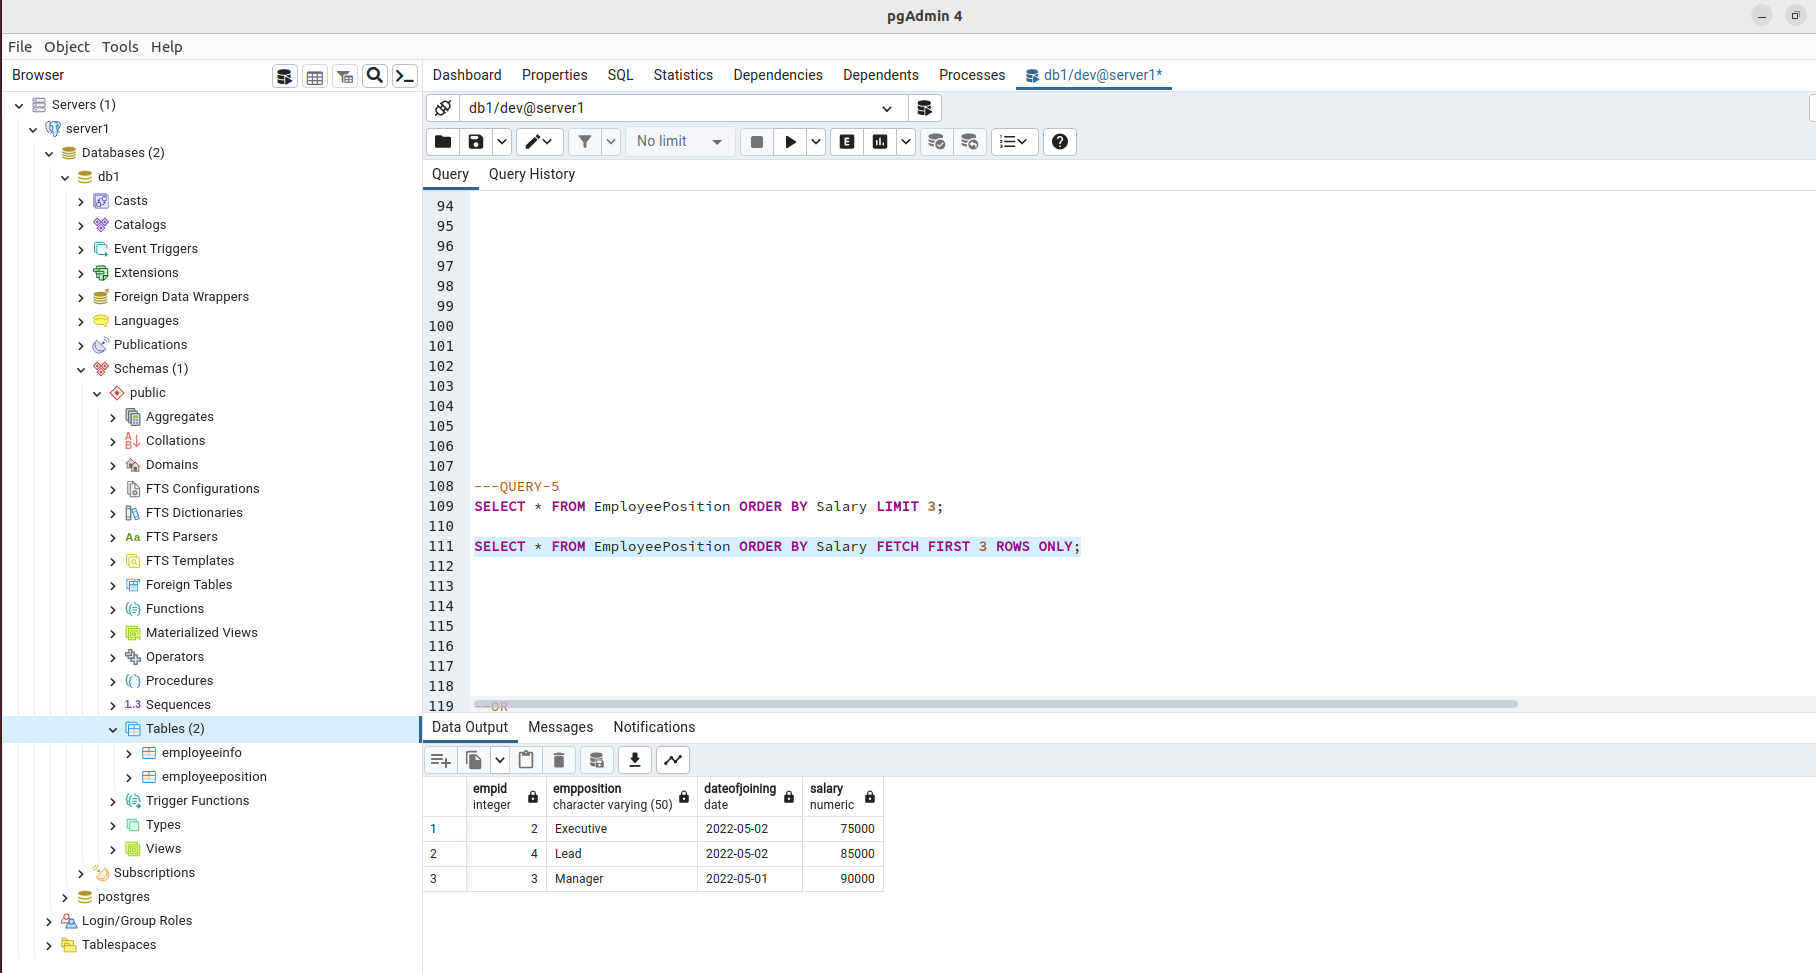 pgAdmin 4
File Object Tools Help
Browser
Dashboard Properties SQL Statistics Dependencies Dependents Processes db1/dev@server1*
Servers (1)
server1
Databases (2)
db1
Casts
Catalogs
Event Triggers
Extensions
Foreign Data Wrappers
Languages
Publications
Schemas (1)
public
Aggregates
Collations
Domains
FTS Configurations
FTS Dictionaries
Aa FTS Parsers
FTS Templates
Foreign Tables
Functions
Materialized Views
Operators
Procedures
1..3 Sequences
Tables (2)
employeeinfo
employeeposition
Trigger Functions
Types
Views
Subscriptions
postgres
Login/Group Roles
Tablespaces
db1/dev@server1
No limit
E
Query Query History
94
95
96
97
98
99
100
101
102
103
104
105
106
107
108 ---QUERY-5
109 SELECT * FROM EmployeePosition ORDER BY Salary LIMIT 3;
110
111 SELECT * FROM EmployeePosition ORDER BY Salary FETCH FIRST 3 ROWS ONLY;
112
113
114
115
116
117
118
119 --OR
Data Output Messages Notifications
empid empposition dateofjoining salary
integer character varying (50) date numeric
1 2 Executive 2022-05-02 75000
2 4 Lead 2022-05-02 85000
3 3 Manager 2022-05-01 90000